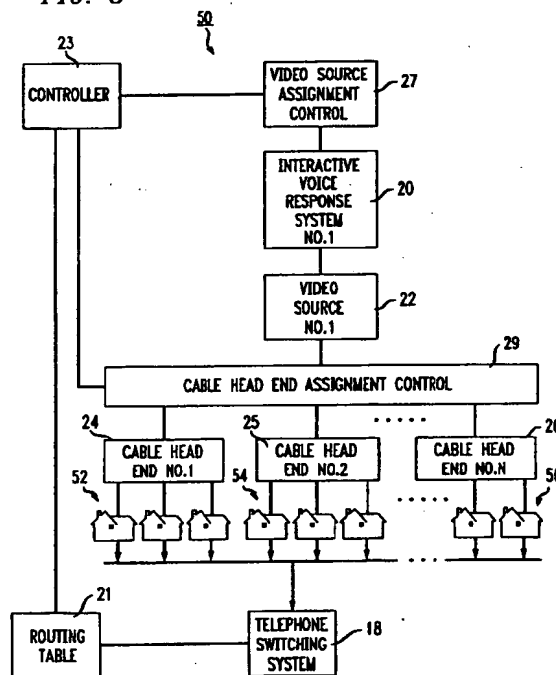 50
23
CONTROLLER
VIDEO SOURCE
ASSIGNMENT
CONTROL
27
INTERACTIVE
VOICE
RESPONSE
SYSTEM
NO.1
20
VIDEO
SOURCE
NO.1
22
29
CABLE HEAD END ASSIGNMENT CONTROL
24
CABLE HEAD
END NO.1
25
CABLE HEAD
END NO.2
CABLE HEAD
END NO.N
52
54
21
ROUTING
TABLE
TELEPHONE
SWITCHING
SYSTEM
18